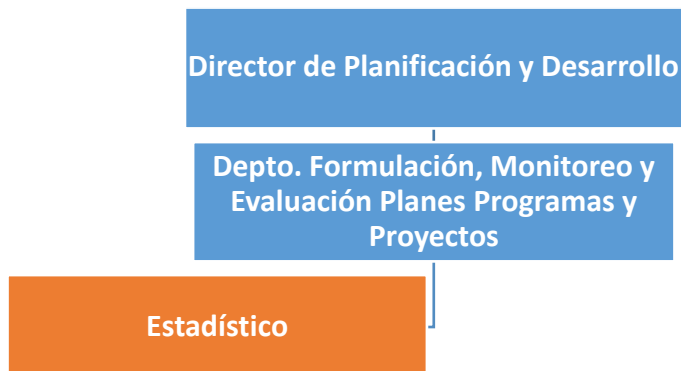 Director de Planificación y Desarrollo
Depto. Formulación, Monitoreo y
Evaluación Planes Programas y
Proyectos
Estadístico